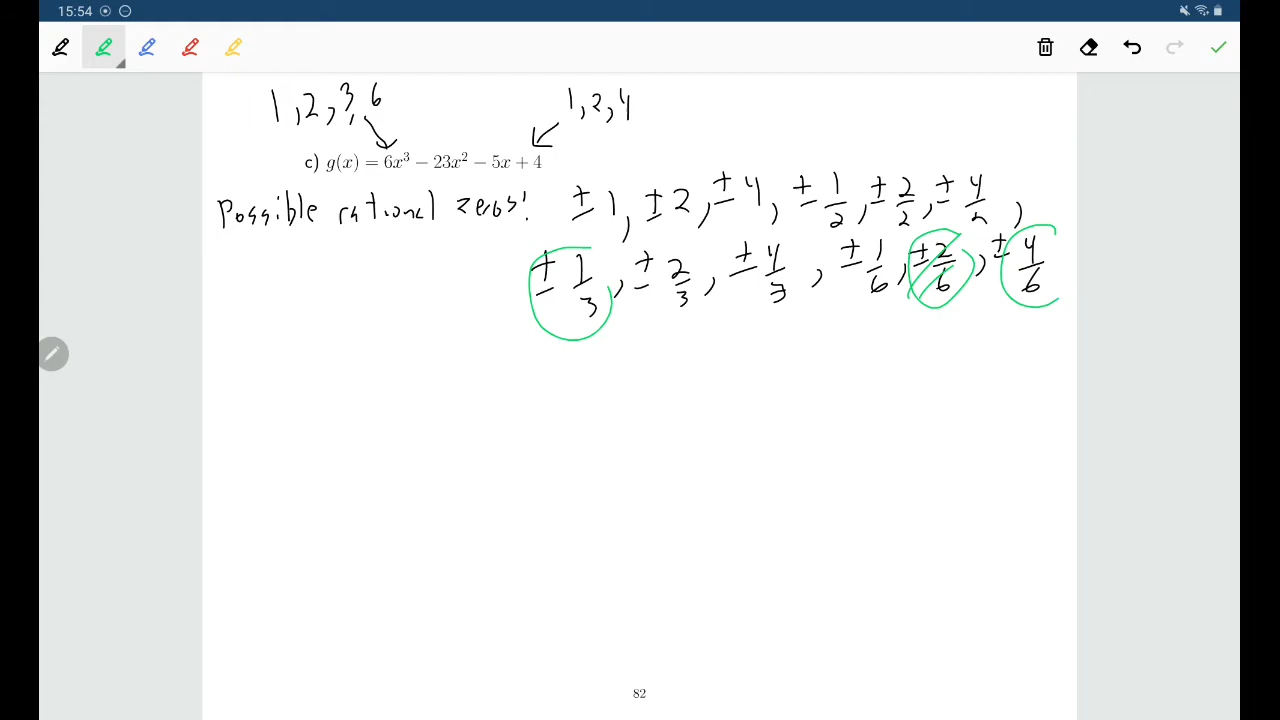 15:54
1, 2, 3, 6 1, 2, 4
c) g(x) = 6x³ − 23x² − 5x + 4
Possible rational zeros: ± 1, ± 2, ± 4, ± 1/2, ± 2/2, ± 4/2,
± 1/3, ± 2/3, ± 4/3, ± 1/6, ± 2/6, ± 4/6
82